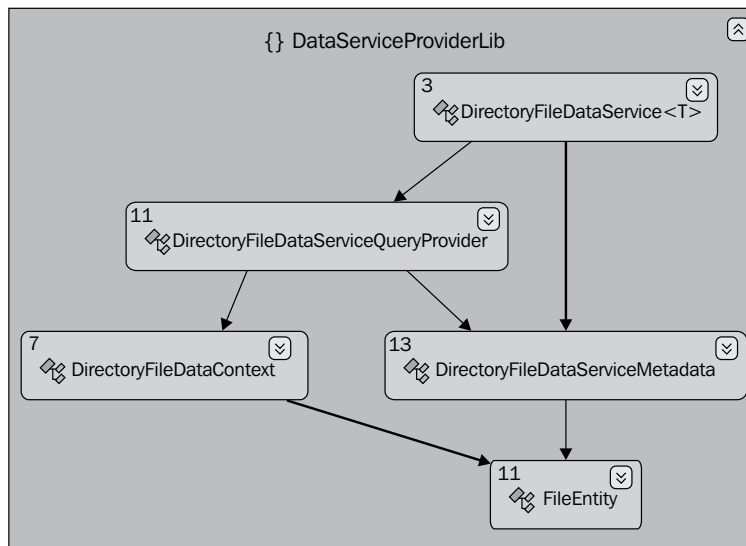 {} DataServiceProviderLib
3
DirectoryFileDataService<T>
11
DirectoryFileDataServiceQueryProvider
7
DirectoryFileDataContext
13
DirectoryFileDataServiceMetadata
11
FileEntity